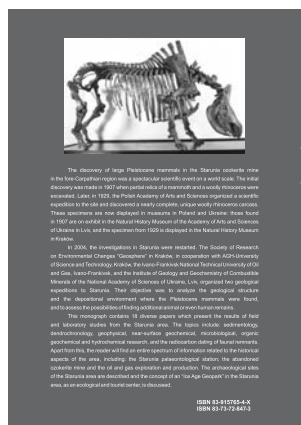 The discovery of large Pleistocene mammals in the Starunia ozokerite mine
in the fore-Carpathian region was a spectacular scientific event on a world scale. The initial
discovery was made in 1907 when partial relics of a mammoth and a woolly rhinoceros were
excavated. Later, in 1929, the Polish Academy of Arts and Sciences organized a scientific
expedition to the site and discovered a nearly complete, unique woolly rhinoceros carcass.
These specimens are now displayed in museums in Poland and Ukraine: those found
in 1907 are on exhibit in the Natural History Museum of the Academy of Arts and Sciences
of Ukraine in Lviv, and the specimen from 1929 is displayed in the Natural History Museum
in Kraków.
In 2004, the investigations in Starunia were restarted. The Society of Research
on Environmental Changes "Geosphere" in Kraków, in cooperation with AGH-University
of Science and Technology, Kraków, the Ivano-Frankivsk National Technical University of Oil
and Gas, Ivano-Frankivsk, and the Institute of Geology and Geochemistry of Combustible
Minerals of the National Academy of Sciences of Ukraine, Lviv, organized two geological
expeditions to Starunia. Their objective was to analyze the geological structure
and the depositional environment where the Pleistocene mammals were found,
and to assess the possibilities of finding additional animal or even human remains.
This monograph contains 18 diverse papers which present the results of field
and laboratory studies from the Starunia area. The topics include: sedimentology,
dendrochronology, geophysical, near-surface geochemical, microbiological, organic
geochemical and hydrochemical research, and the radiocarbon dating of faunal remnants.
Apart from this, the reader will find an entire spectrum of information related to the historical
aspects of the area, including: the Starunia palaeontological station; the abandoned
ozokerite mine and the oil and gas exploration and production. The archaeological sites
of the Starunia area are described and the concept of an "Ice Age Geopark" in the Starunia
area, as an ecological and tourist center, is discussed.
ISBN 83-915765-4-X
ISBN 83-73-72-847-3